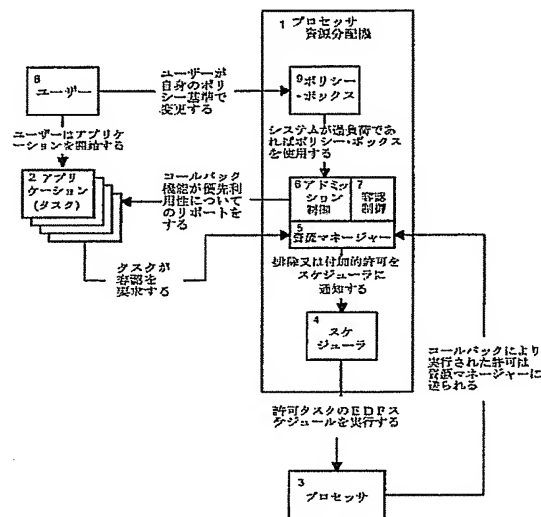 1 プロセッサ
資源分配機
8
ユーザー
ユーザーが
自身のポリ
シー基準で
変更する
9 ポリシー
・ボックス
ユーザーはアプリケ
ーションを開始する
システムが過負荷であ
ればポリシー・ボックス
を使用する
2 アプリ
ケーション
(タスク)
コールバック
機能が優先利
用性について
のリポートを
する
6 アドミッ
ション
制御
7
容認
制御
5
資源マネージャー
タスクが
容認を
要求する
排除又は付加的許可を
スケジューラに
通知する
4
スケ
ジューラ
コールバックにより
実行された許可は
資源マネージャーに
送られる
許可タスクのEDFス
ケジュールを実行する
3
プロセッサ